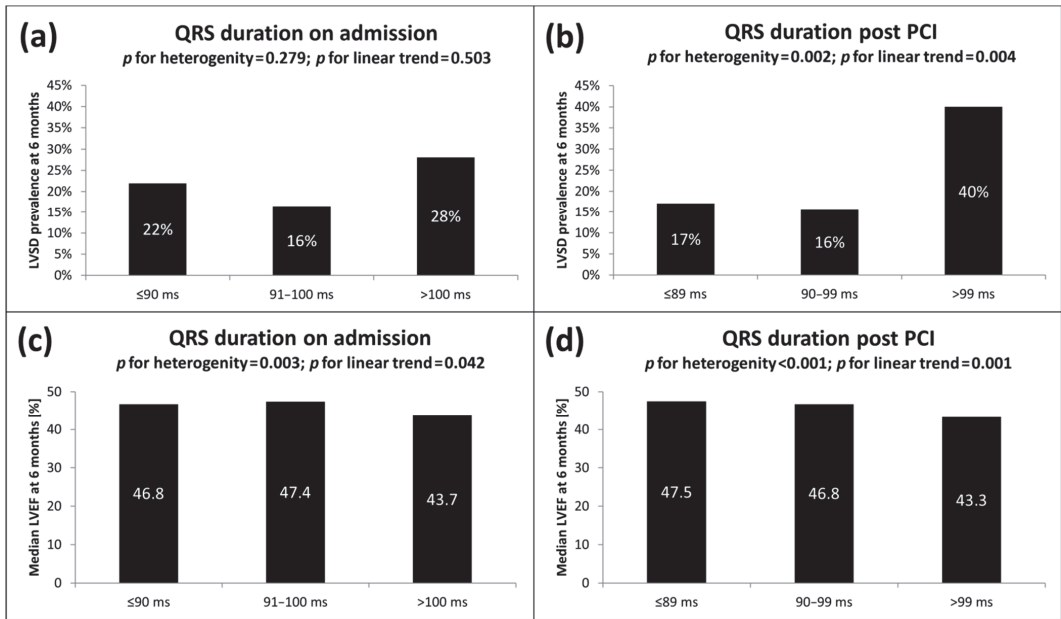 (a)
QRS duration on admission
p for heterogenity=0.279; p for linear trend=0.503
LVSD prevalence at 6 months
45%
40%
35%
30%
25%
20%
15%
10%
5%
0%
22%
16%
28%
≤90 ms
91–100 ms
>100 ms
(b)
QRS duration post PCI
p for heterogenity=0.002; p for linear trend=0.004
LVSD prevalence at 6 months
45%
40%
35%
30%
25%
20%
15%
10%
5%
0%
17%
16%
40%
≤89 ms
90–99 ms
>99 ms
(c)
QRS duration on admission
p for heterogenity=0.003; p for linear trend=0.042
Median LVEF at 6 months [%]
50
40
30
20
10
0
46.8
47.4
43.7
≤90 ms
91–100 ms
>100 ms
(d)
QRS duration post PCI
p for heterogenity<0.001; p for linear trend=0.001
Median LVEF at 6 months [%]
50
40
30
20
10
0
47.5
46.8
43.3
≤89 ms
90–99 ms
>99 ms